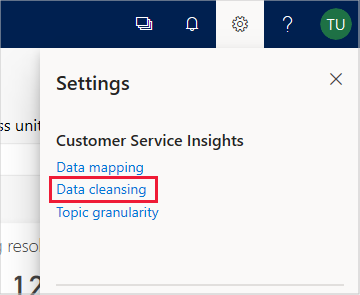 TU
Settings
ss unit
Customer Service Insights
Data mapping
Data cleansing
Topic granularity
g reso
12